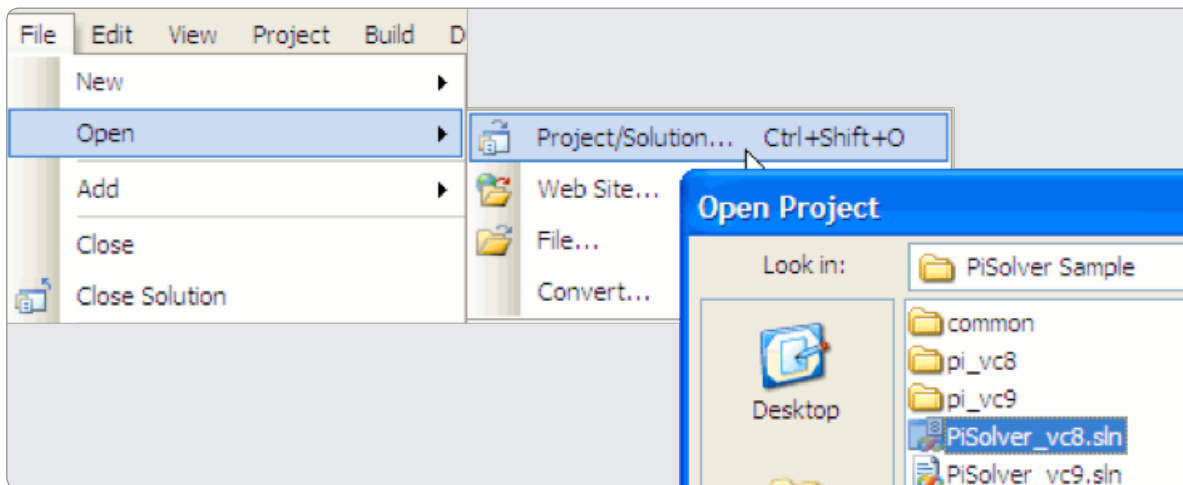 File Edit View Project Build D
New
Open
Project/Solution... Ctrl+Shift+O
Add
Web Site...
Close
File...
Close Solution
Convert...
Open Project
Look in: PiSolver Sample
common
pi_vc8
pi_vc9
Desktop
PiSolver_vc8.sln
PiSolver_vc9.sln